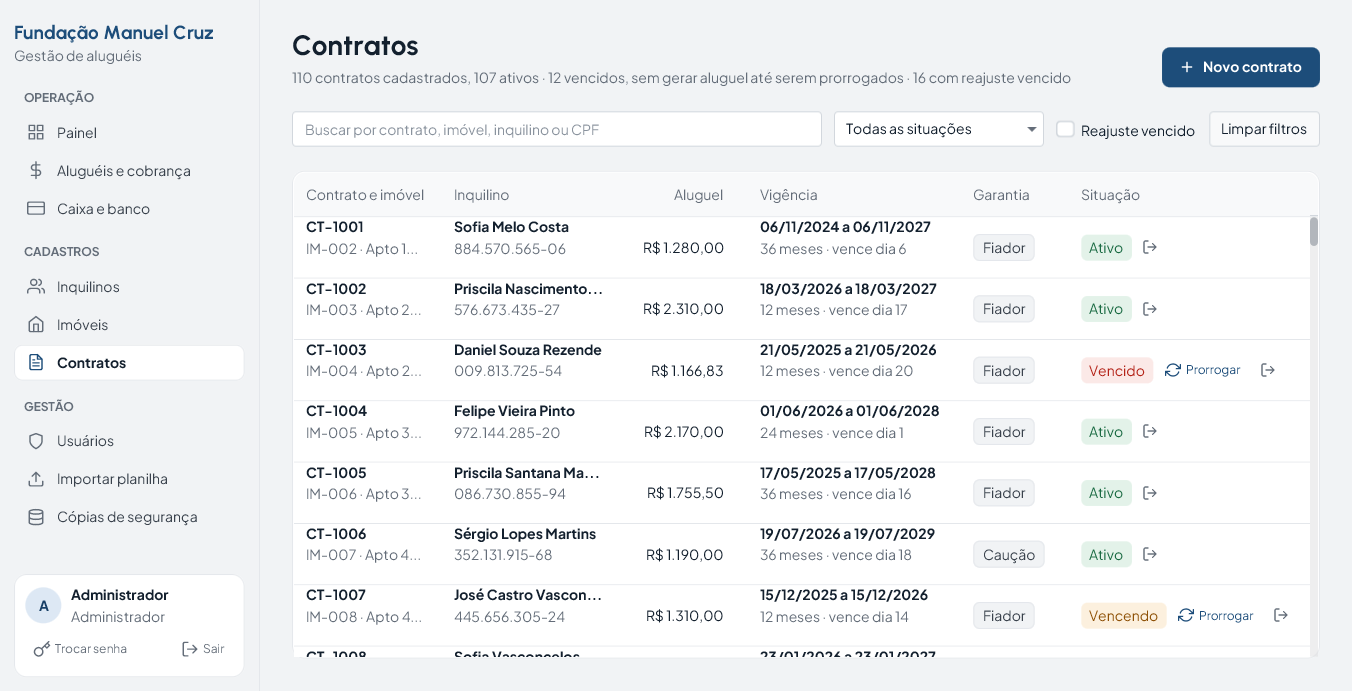 Fundação Manuel Cruz
Gestão de aluguéis
OPERAÇÃO
Painel
Aluguéis e cobrança
Caixa e banco
CADASTROS
Inquilinos
Imóveis
Contratos
GESTÃO
Usuários
Importar planilha
Cópias de segurança
A
Administrador
Administrador
Trocar senha Sair
Contratos
110 contratos cadastrados, 107 ativos · 12 vencidos, sem gerar aluguel até serem prorrogados · 16 com reajuste vencido
+ Novo contrato
Buscar por contrato, imóvel, inquilino ou CPF Todas as situações Reajuste vencido Limpar filtros
Contrato e imóvel Inquilino Aluguel Vigência Garantia Situação
CT-1001 Sofia Melo Costa 06/11/2024 a 06/11/2027
IM-002 · Apto 1... 884.570.565-06 R$ 1.280,00 36 meses · vence dia 6 Fiador Ativo
CT-1002 Priscila Nascimento... 18/03/2026 a 18/03/2027
IM-003 · Apto 2... 576.673.435-27 R$ 2.310,00 12 meses · vence dia 17 Fiador Ativo
CT-1003 Daniel Souza Rezende 21/05/2025 a 21/05/2026
IM-004 · Apto 2... 009.813.725-54 R$ 1.166,83 12 meses · vence dia 20 Fiador Vencido Prorrogar
CT-1004 Felipe Vieira Pinto 01/06/2026 a 01/06/2028
IM-005 · Apto 3... 972.144.285-20 R$ 2.170,00 24 meses · vence dia 1 Fiador Ativo
CT-1005 Priscila Santana Ma... 17/05/2025 a 17/05/2028
IM-006 · Apto 3... 086.730.855-94 R$ 1.755,50 36 meses · vence dia 16 Fiador Ativo
CT-1006 Sérgio Lopes Martins 19/07/2026 a 19/07/2029
IM-007 · Apto 4... 352.131.915-68 R$ 1.190,00 36 meses · vence dia 18 Caução Ativo
CT-1007 José Castro Vascon... 15/12/2025 a 15/12/2026
IM-008 · Apto 4... 445.656.305-24 R$ 1.310,00 12 meses · vence dia 14 Fiador Vencendo Prorrogar
CT-1008 Sofia Vasconcelos 23/01/2026 a 23/01/2027